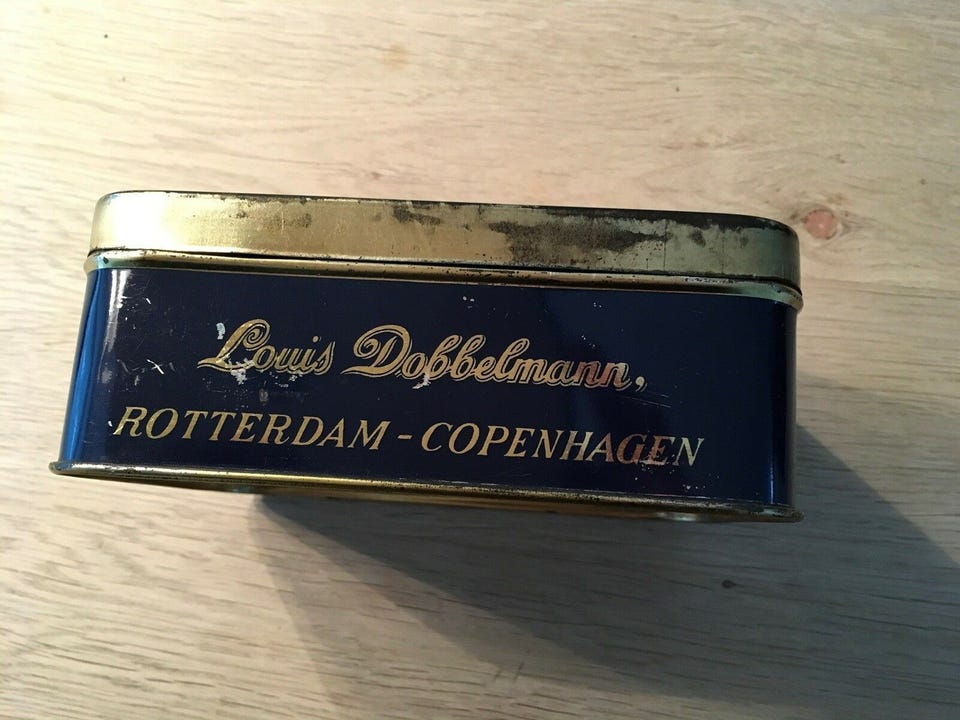 Louis Dobbelmann,
ROTTERDAM - COPENHAGEN